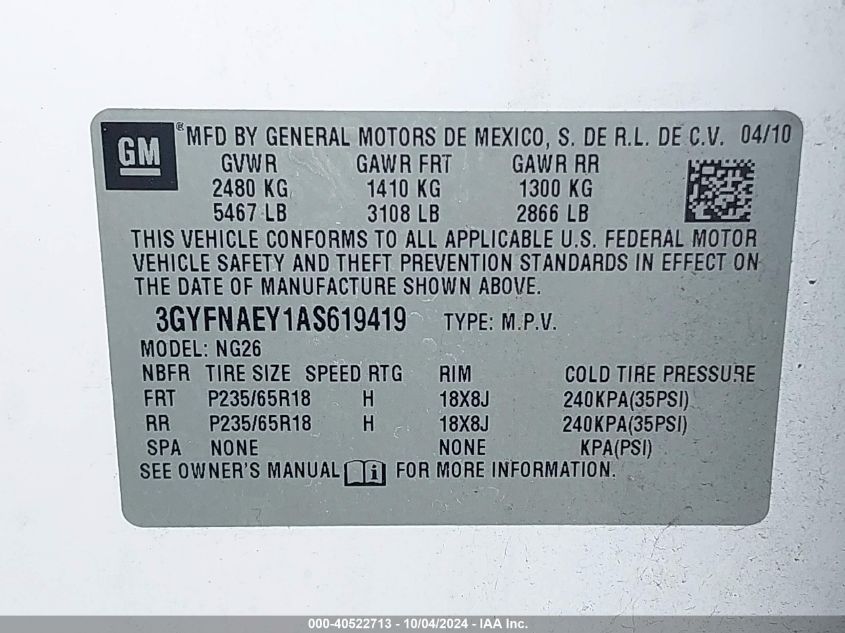 GM ® MFD BY GENERAL MOTORS DE MEXICO, S. DE R.L. DE C.V. 04/10
GVWR GAWR FRT GAWR RR
2480 KG 1410 KG 1300 KG
5467 LB 3108 LB 2866 LB
THIS VEHICLE CONFORMS TO ALL APPLICABLE U.S. FEDERAL MOTOR
VEHICLE SAFETY AND THEFT PREVENTION STANDARDS IN EFFECT ON
THE DATE OF MANUFACTURE SHOWN ABOVE.
3GYFNAEY1AS619419 TYPE: M.P.V.
MODEL: NG26
NBFR TIRE SIZE SPEED RTG RIM COLD TIRE PRESSURE
FRT P235/65R18 H 18X8J 240KPA(35PSI)
RR P235/65R18 H 18X8J 240KPA(35PSI)
SPA NONE NONE KPA(PSI)
SEE OWNER'S MANUAL FOR MORE INFORMATION.
000-40522713 - 10/04/2024 - IAA Inc.